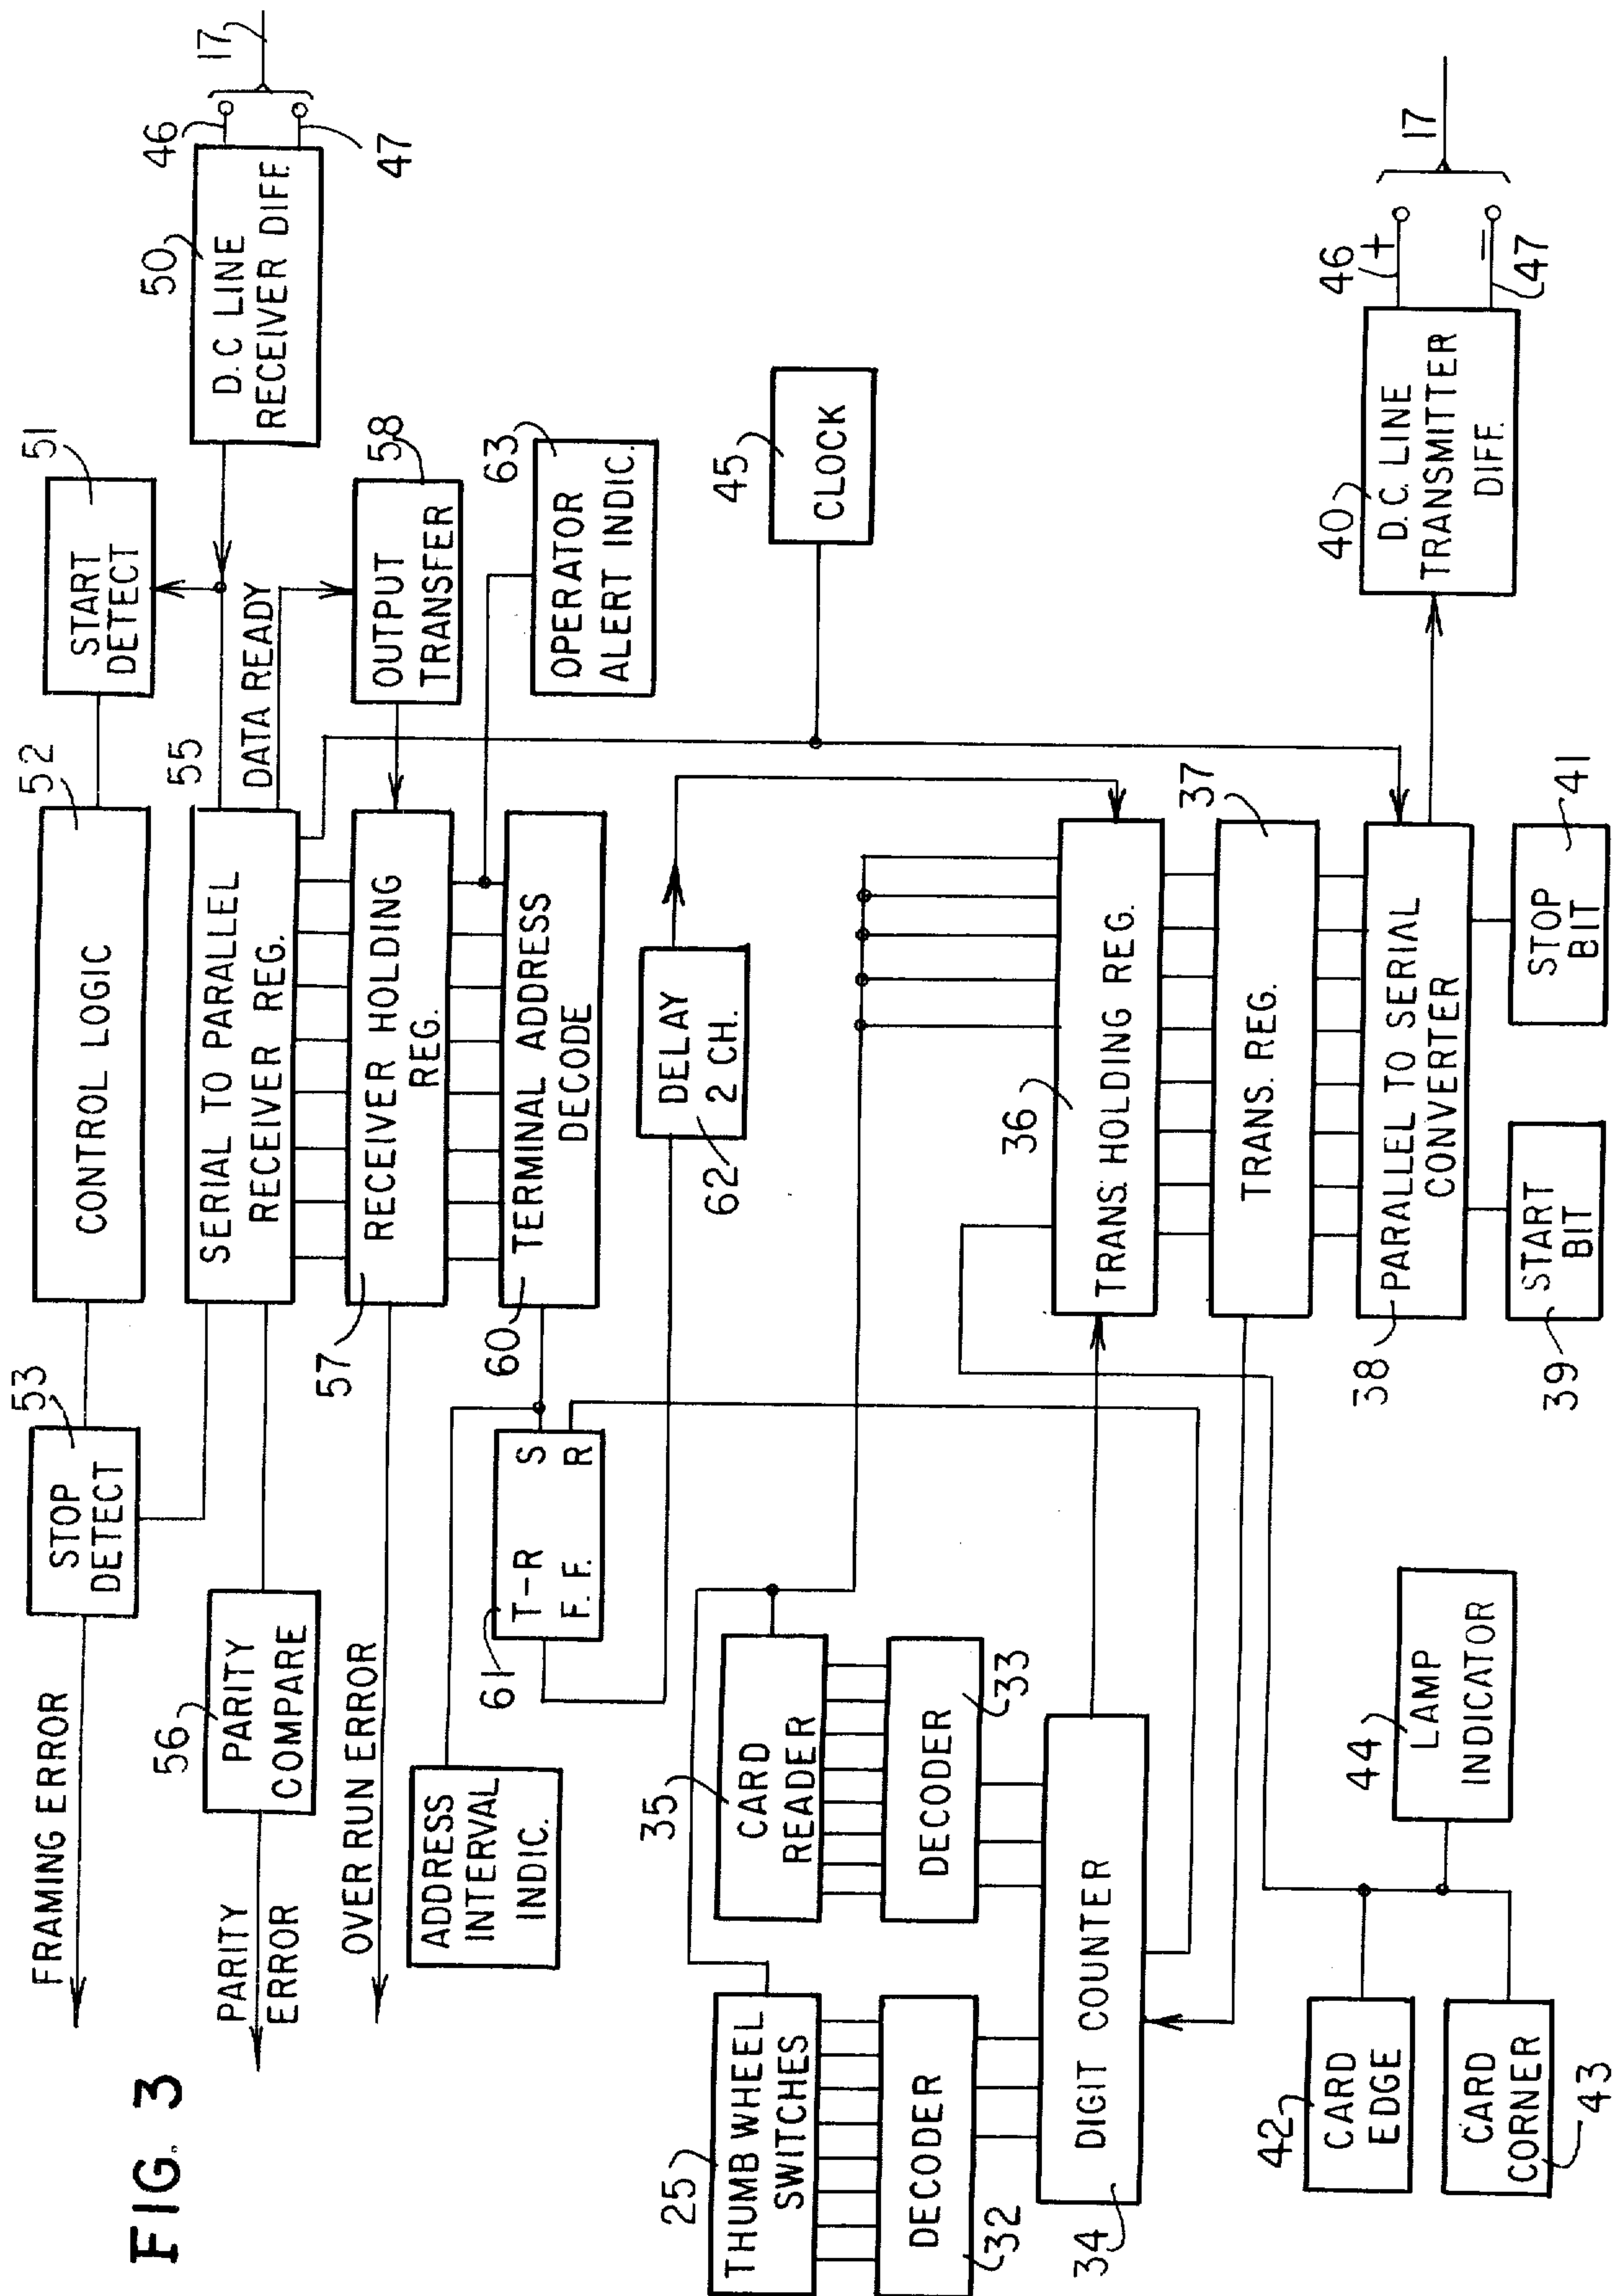 FIG. 3
FRAMING ERROR
PARITY
ERROR
OVER RUN ERROR
53
STOP
DETECT
56
PARITY
COMPARE
52
CONTROL LOGIC
51
START
DETECT
55
SERIAL TO PARALLEL
RECEIVER REG.
DATA READY
50
D.C LINE
RECEIVER DIFF.
46
47
17
57
RECEIVER HOLDING
REG.
58
OUTPUT
TRANSFER
60
TERMINAL ADDRESS
DECODE
63
OPERATOR
ALERT INDIC.
ADDRESS
INTERVAL
INDIC.
61
T-R S
F.F. R
62
DELAY
2 CH.
45
CLOCK
25
THUMB WHEEL
SWITCHES
35
CARD
READER
32
DECODER
33
DECODER
34
DIGIT COUNTER
36
TRANS. HOLDING REG.
37
TRANS. REG.
38
PARALLEL TO SERIAL
CONVERTER
39
START
BIT
41
STOP
BIT
40
D.C. LINE
TRANSMITTER
DIFF.
46
+
–
47
17
42
CARD
EDGE
43
CARD
CORNER
44
LAMP
INDICATOR